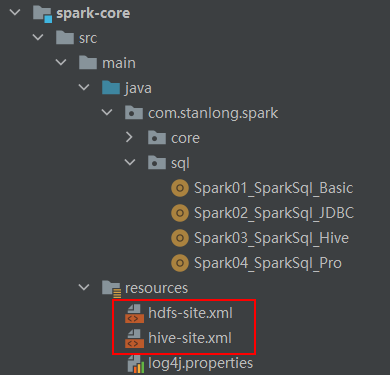 spark-core
src
main
java
com.stanlong.spark
core
sql
Spark01_SparkSql_Basic
Spark02_SparkSql_JDBC
Spark03_SparkSql_Hive
Spark04_SparkSql_Pro
resources
hdfs-site.xml
hive-site.xml
log4j.properties